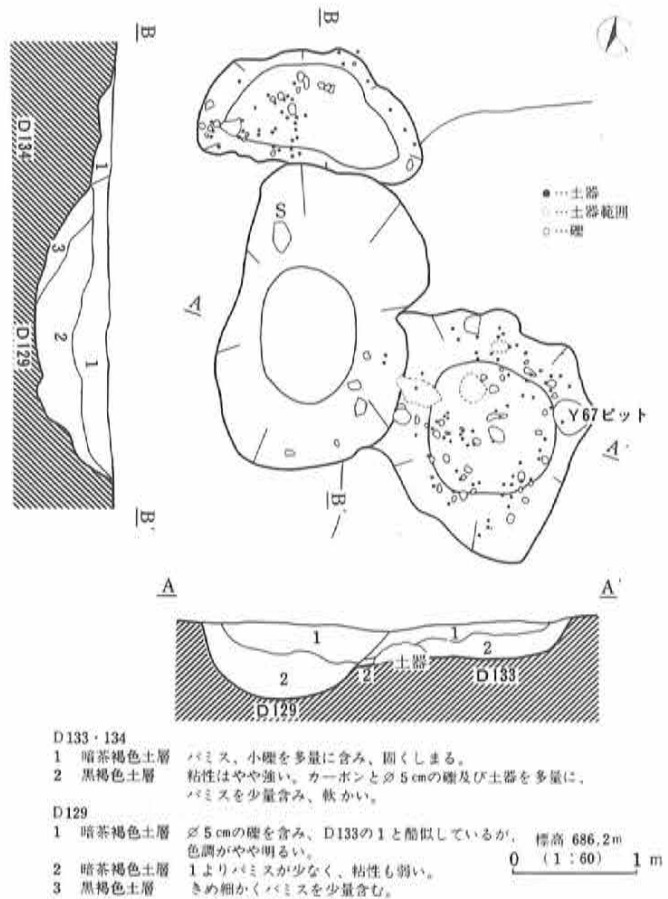 B
B
A
S
●…土器
○…土器範囲
○…礫
Y67ピット
A'
B'
B'
D134
D129
1
3
2
1
A
A'
1
1
2
2
土器
2
D133
D129
D133・134
1 暗茶褐色土層 パミス、小礫を多量に含み、固くしまる。
2 黒褐色土層 粘性はやや強い。カーボンと∅5cmの礫及び土器を多量に、
パミスを少量含み、軟かい。
D129
1 暗茶褐色土層 ∅5cmの礫を含み、D133の1と酷似しているが、
色調がやや明るい。
2 暗茶褐色土層 1よりパミスが少なく、粘性も弱い。
3 黒褐色土層 きめ細かくパミスを少量含む。
標高 686.2m
(1:60)
0 1m